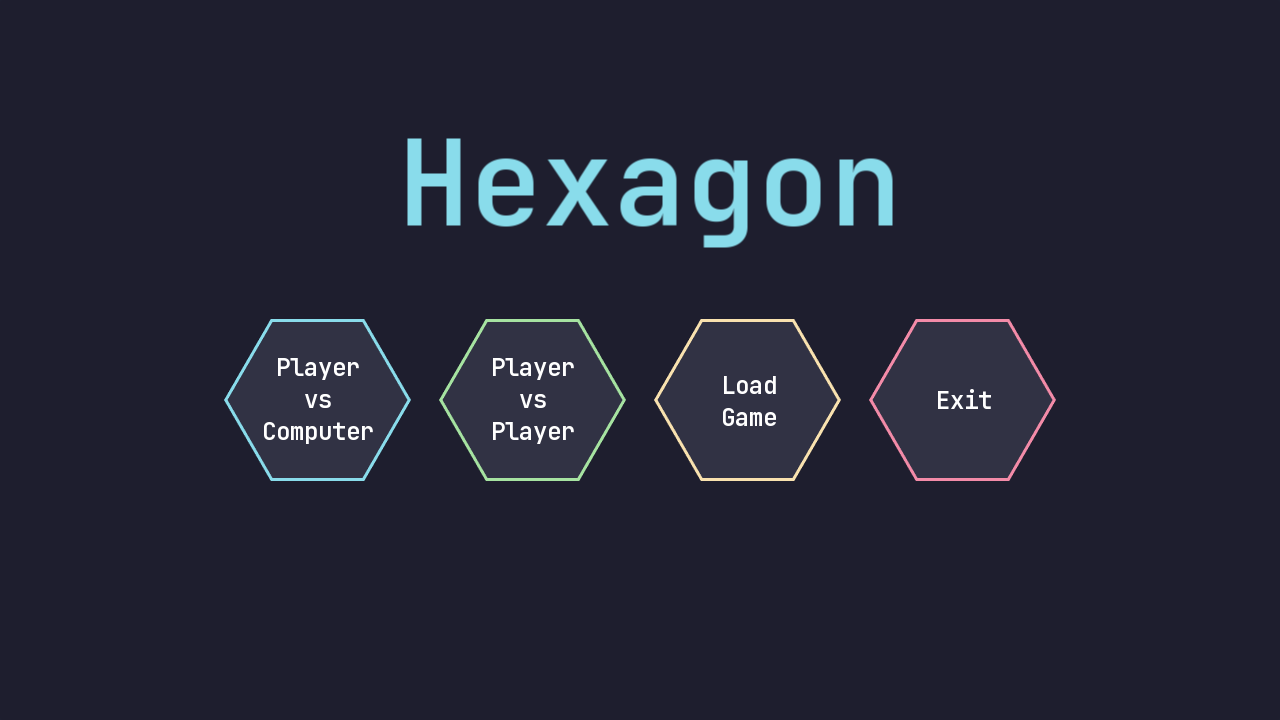 Hexagon
Player
vs
Computer
Player
vs
Player
Load
Game
Exit